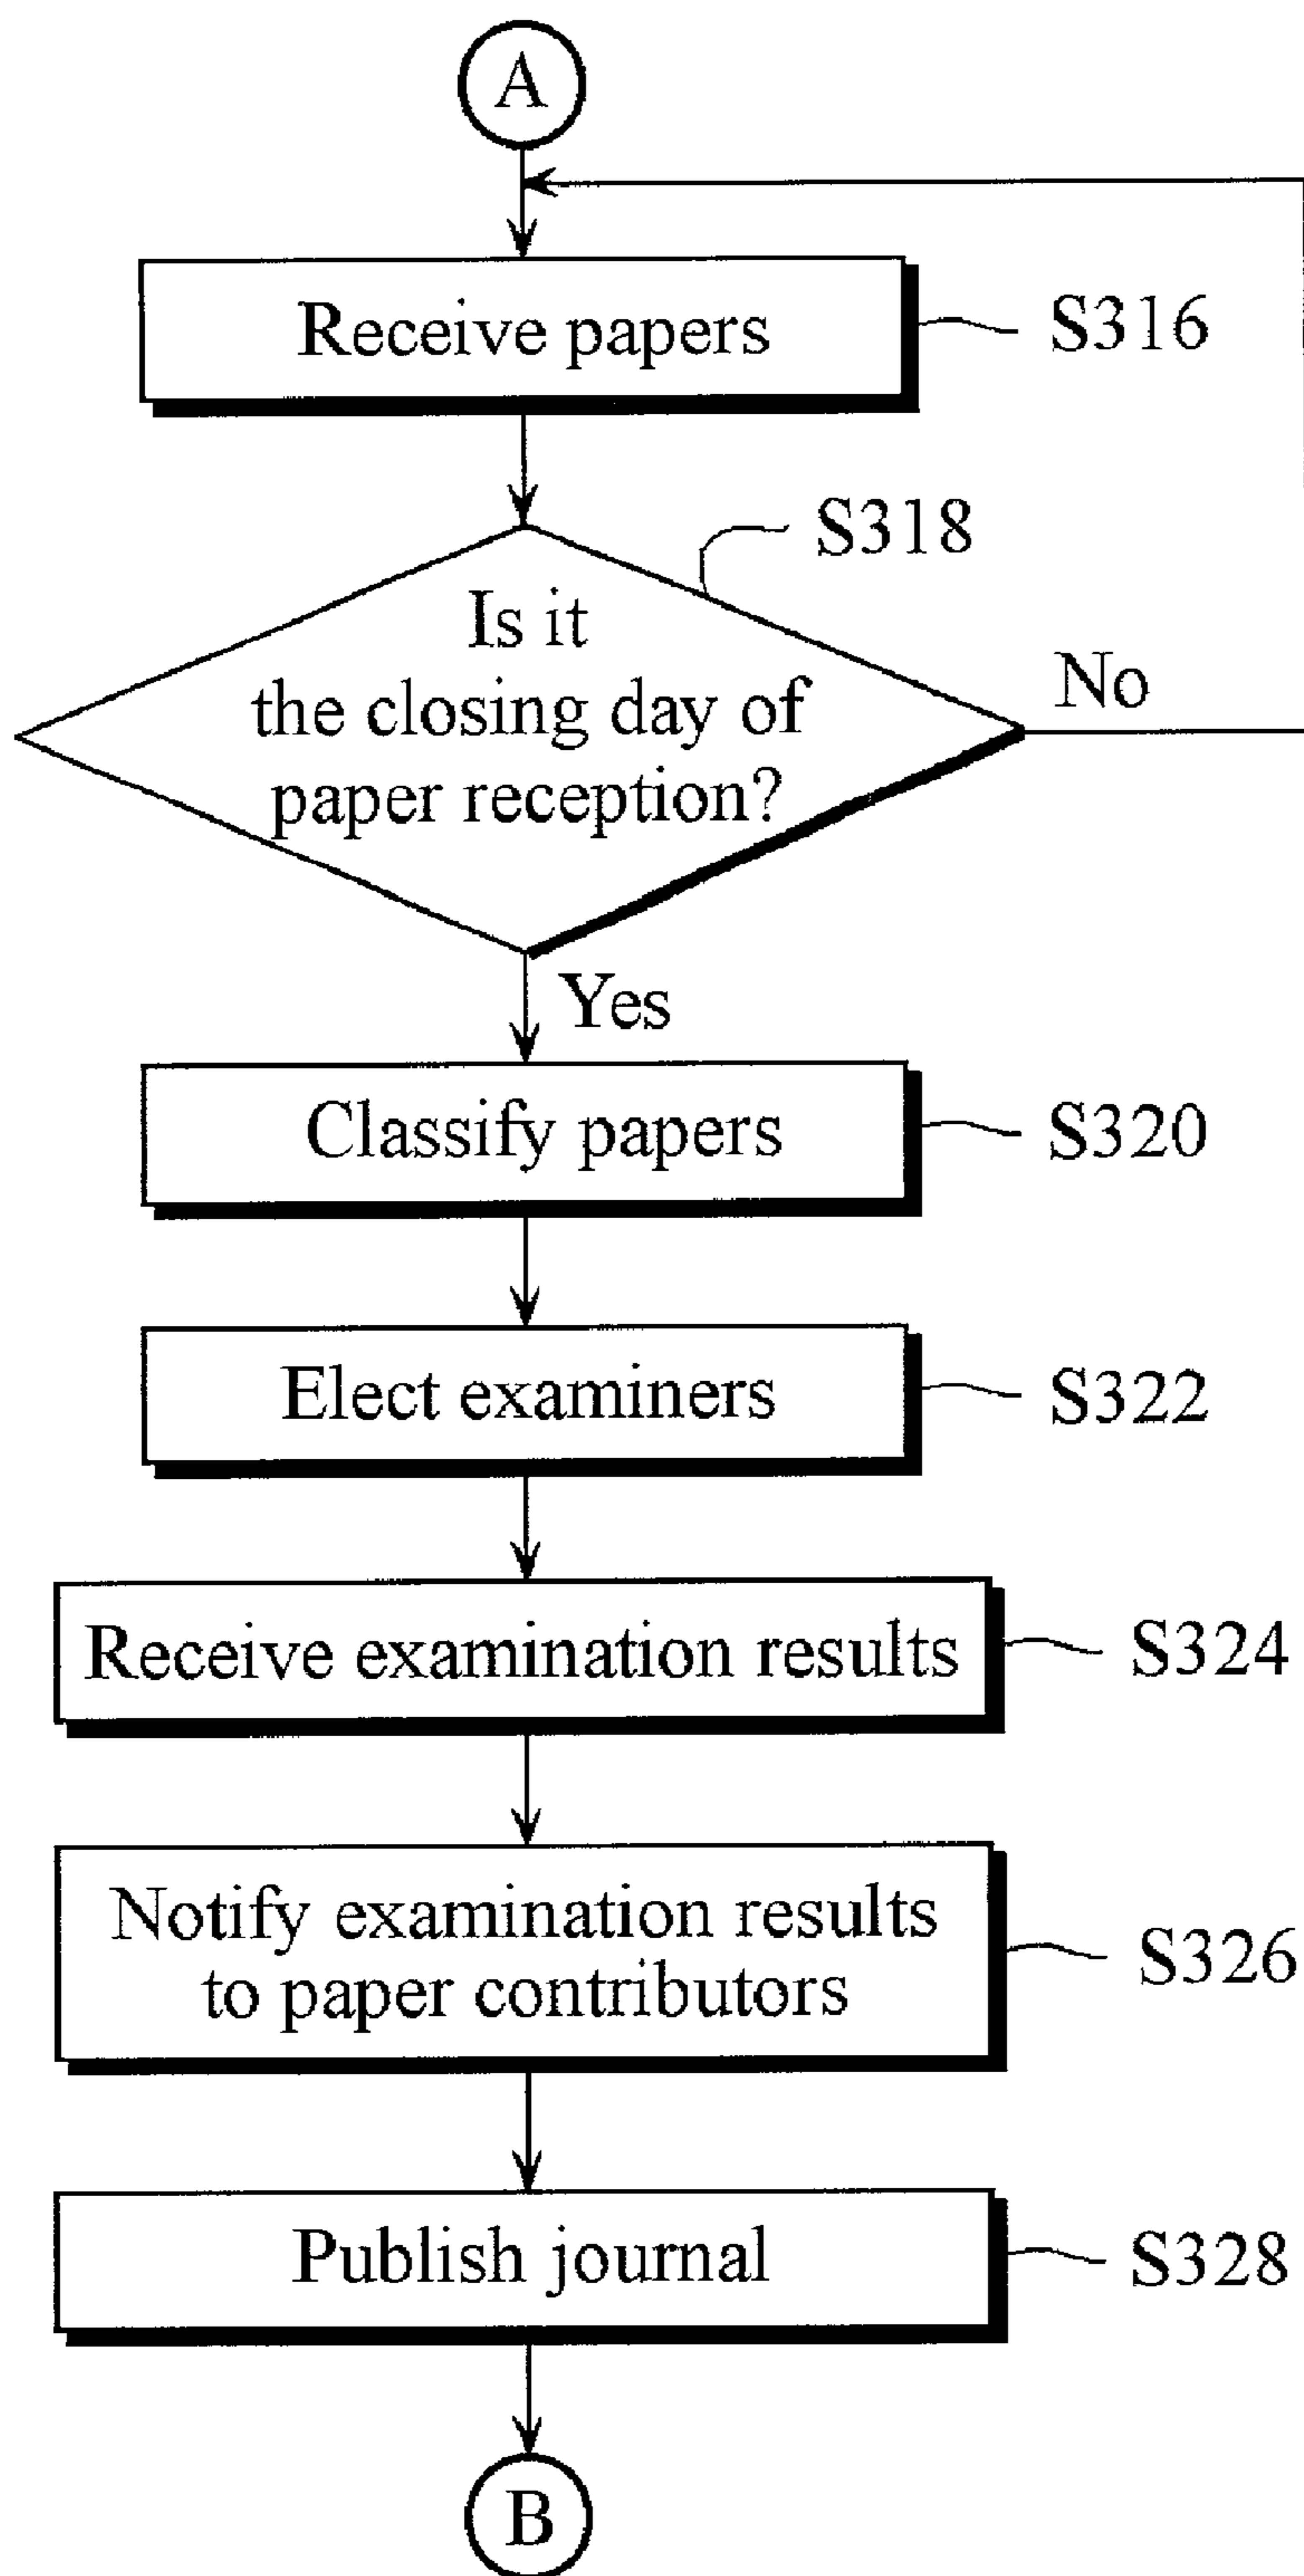 A
Receive papers
S316
S318
Is it
the closing day of
paper reception?
No
Yes
Classify papers
S320
Elect examiners
S322
Receive examination results
S324
Notify examination results
to paper contributors
S326
Publish journal
S328
B